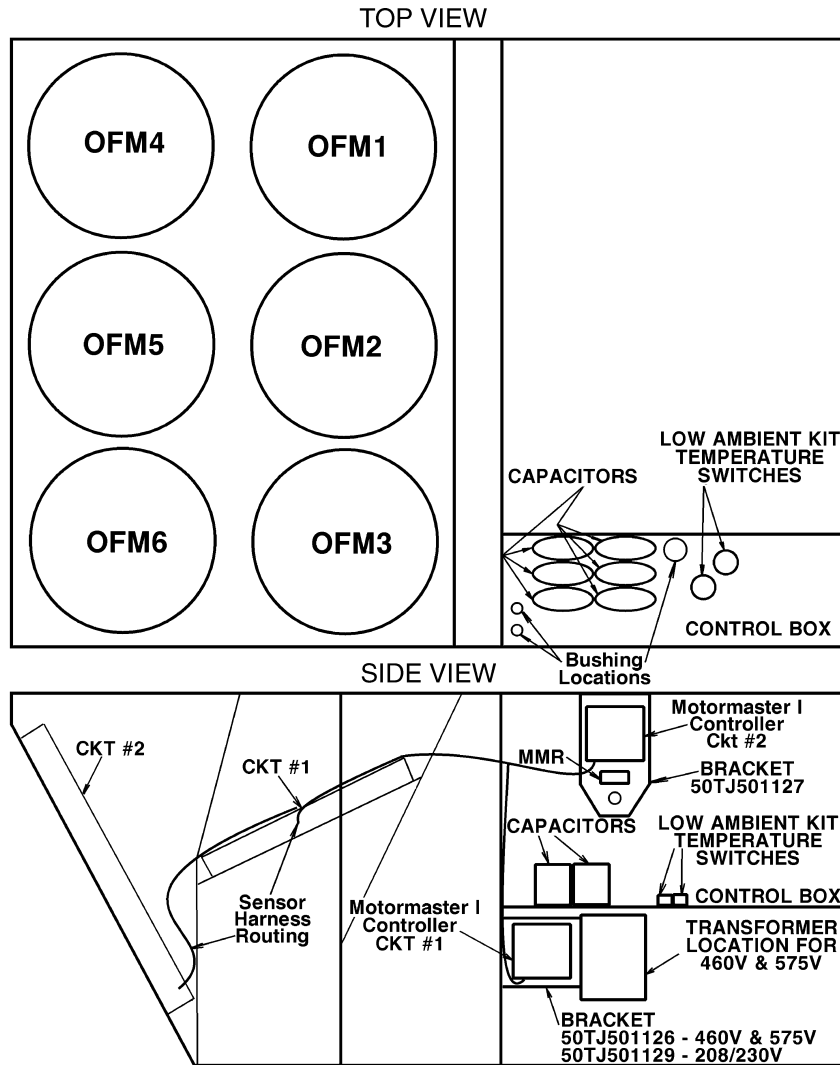 TOP VIEW
OFM4
OFM1
OFM5
OFM2
OFM6
OFM3
CAPACITORS
LOW AMBIENT KIT
TEMPERATURE
SWITCHES
CONTROL BOX
Bushing
Locations
SIDE VIEW
CKT #2
CKT #1
Sensor
Harness
Routing
Motormaster I
Controller
CKT #1
Motormaster I
Controller
Ckt #2
MMR
BRACKET
50TJ501127
CAPACITORS
LOW AMBIENT KIT
TEMPERATURE
SWITCHES
CONTROL BOX
TRANSFORMER
LOCATION FOR
460V & 575V
BRACKET
50TJ501126 - 460V & 575V
50TJ501129 - 208/230V